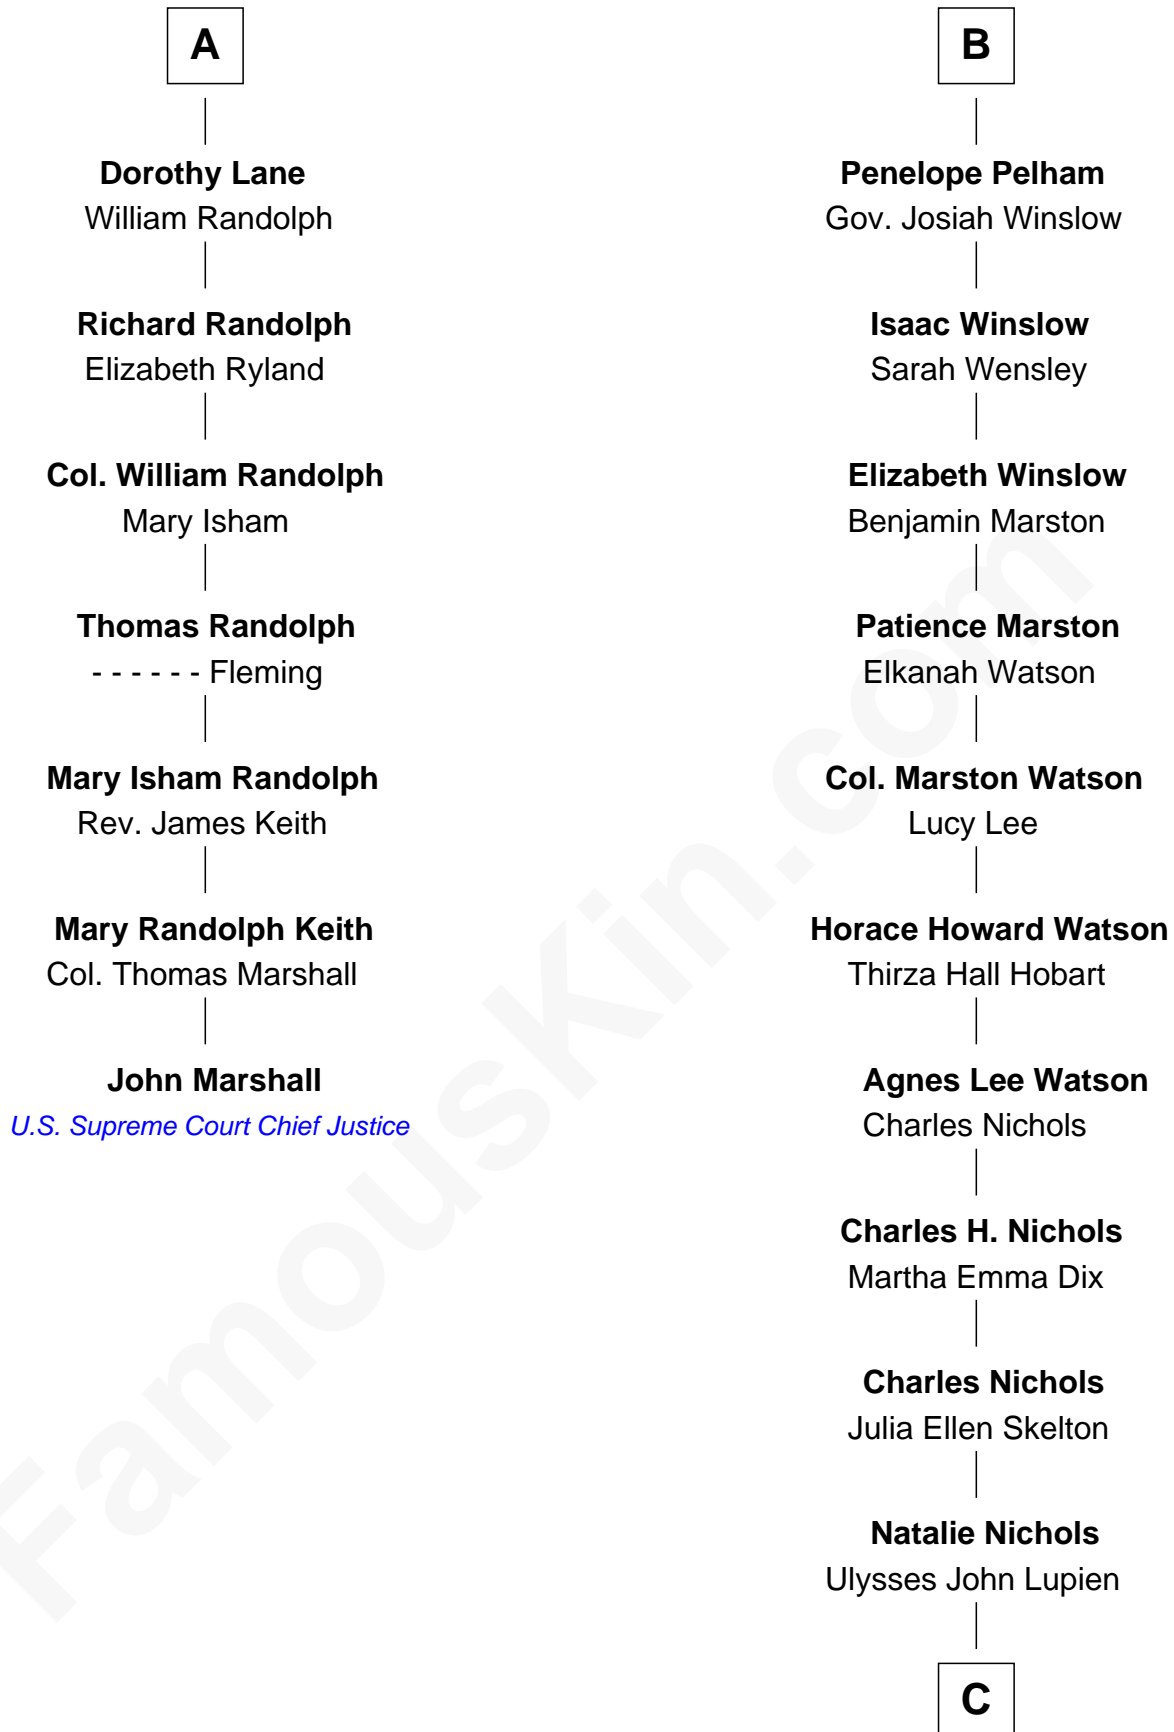 A
Dorothy Lane
William Randolph
Richard Randolph
Elizabeth Ryland
Col. William Randolph
Mary Isham
Thomas Randolph
- - - - - - Fleming
Mary Isham Randolph
Rev. James Keith
Mary Randolph Keith
Col. Thomas Marshall
John Marshall
U.S. Supreme Court Chief Justice
B
Penelope Pelham
Gov. Josiah Winslow
Isaac Winslow
Sarah Wensley
Elizabeth Winslow
Benjamin Marston
Patience Marston
Elkanah Watson
Col. Marston Watson
Lucy Lee
Horace Howard Watson
Thirza Hall Hobart
Agnes Lee Watson
Charles Nichols
Charles H. Nichols
Martha Emma Dix
Charles Nichols
Julia Ellen Skelton
Natalie Nichols
Ulysses John Lupien
C
FamousKin.com